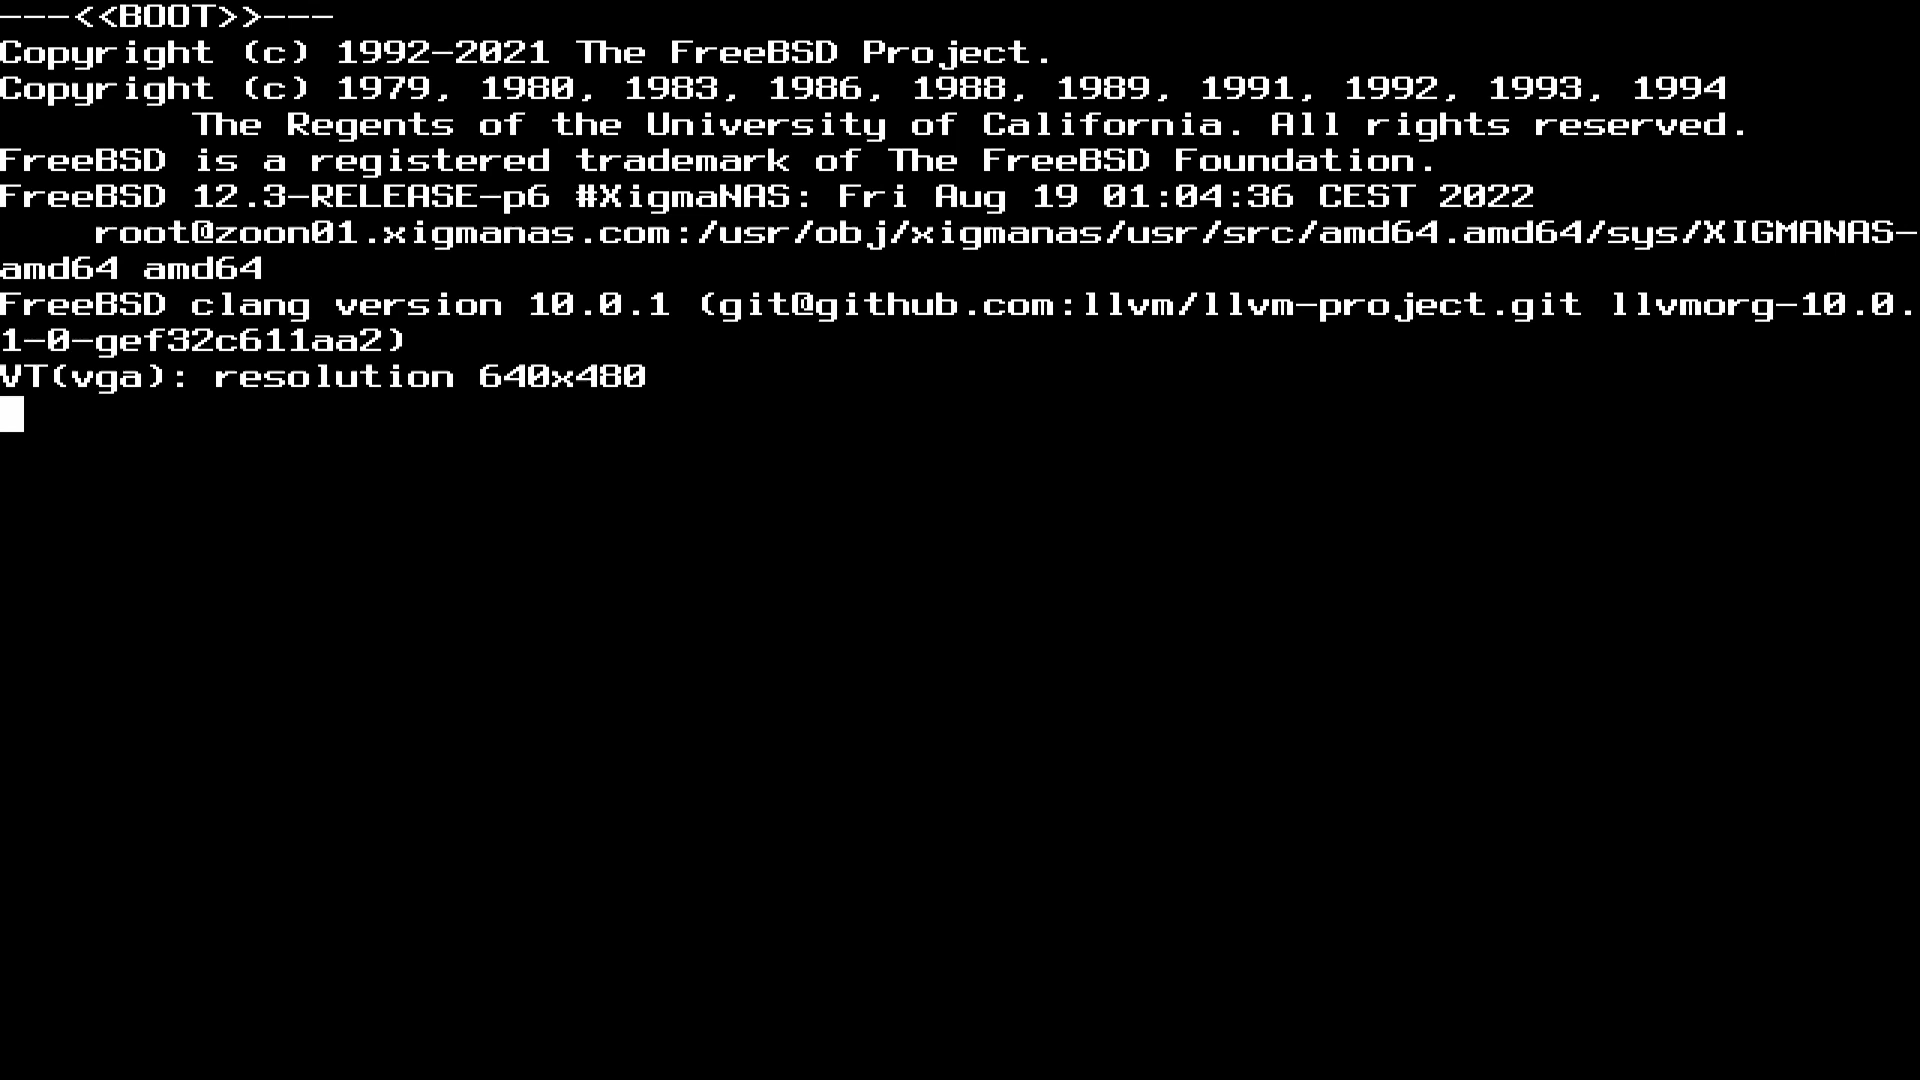 ---<<BOOT>>---
Copyright (c) 1992-2021 The FreeBSD Project.
Copyright (c) 1979, 1980, 1983, 1986, 1988, 1989, 1991, 1992, 1993, 1994
        The Regents of the University of California. All rights reserved.
FreeBSD is a registered trademark of The FreeBSD Foundation.
FreeBSD 12.3-RELEASE-p6 #XigmaNAS: Fri Aug 19 01:04:36 CEST 2022
    root@zoon01.xigmanas.com:/usr/obj/xigmanas/usr/src/amd64.amd64/sys/XIGMANAS-
amd64 amd64
FreeBSD clang version 10.0.1 (git@github.com:llvm/llvm-project.git llvmorg-10.0.
1-0-gef32c611aa2)
VT(vga): resolution 640x480